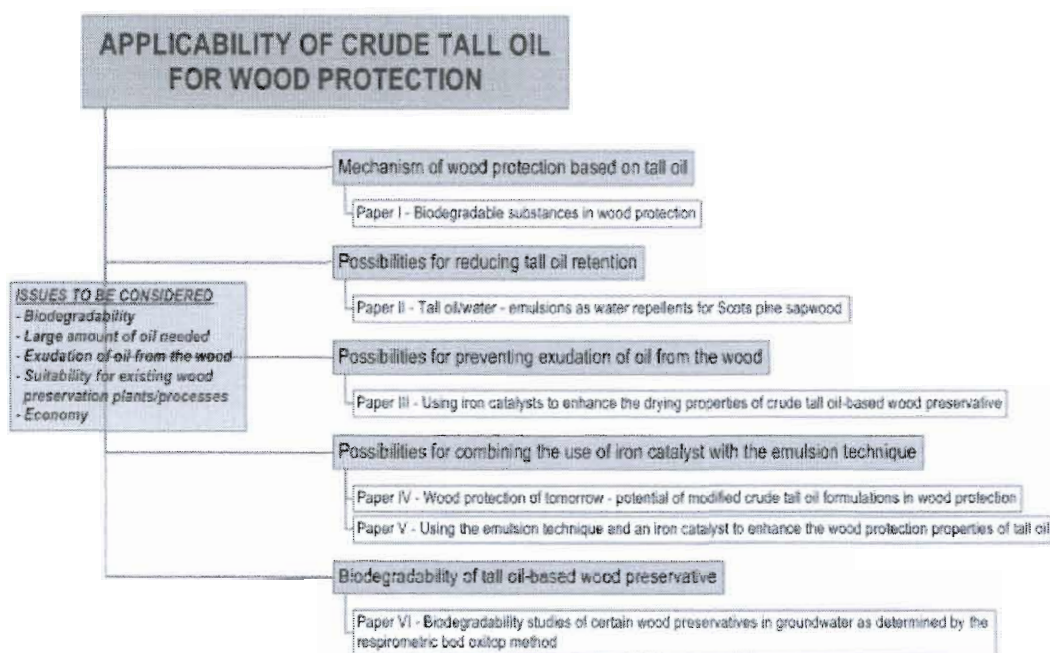 APPLICABILITY OF CRUDE TALL OIL
FOR WOOD PROTECTION
Mechanism of wood protection based on tall oil
Paper I - Biodegradable substances in wood protection
Possibilities for reducing tall oil retention
Paper II - Tall oil/water - emulsions as water repellents for Scots pine sapwood
ISSUES TO BE CONSIDERED
- Biodegradability
- Large amount of oil needed
- Exudation of oil from the wood
- Suitability for existing wood
preservation plants/processes
- Economy
Possibilities for preventing exudation of oil from the wood
Paper III - Using iron catalysts to enhance the drying properties of crude tall oil-based wood preservative
Possibilities for combining the use of iron catalyst with the emulsion technique
Paper IV - Wood protection of tomorrow - potential of modified crude tall oil formulations in wood protection
Paper V - Using the emulsion technique and an iron catalyst to enhance the wood protection properties of tall oil
Biodegradability of tall oil-based wood preservative
Paper VI - Biodegradability studies of certain wood preservatives in groundwater as determined by the
respirometric bod oxitop method